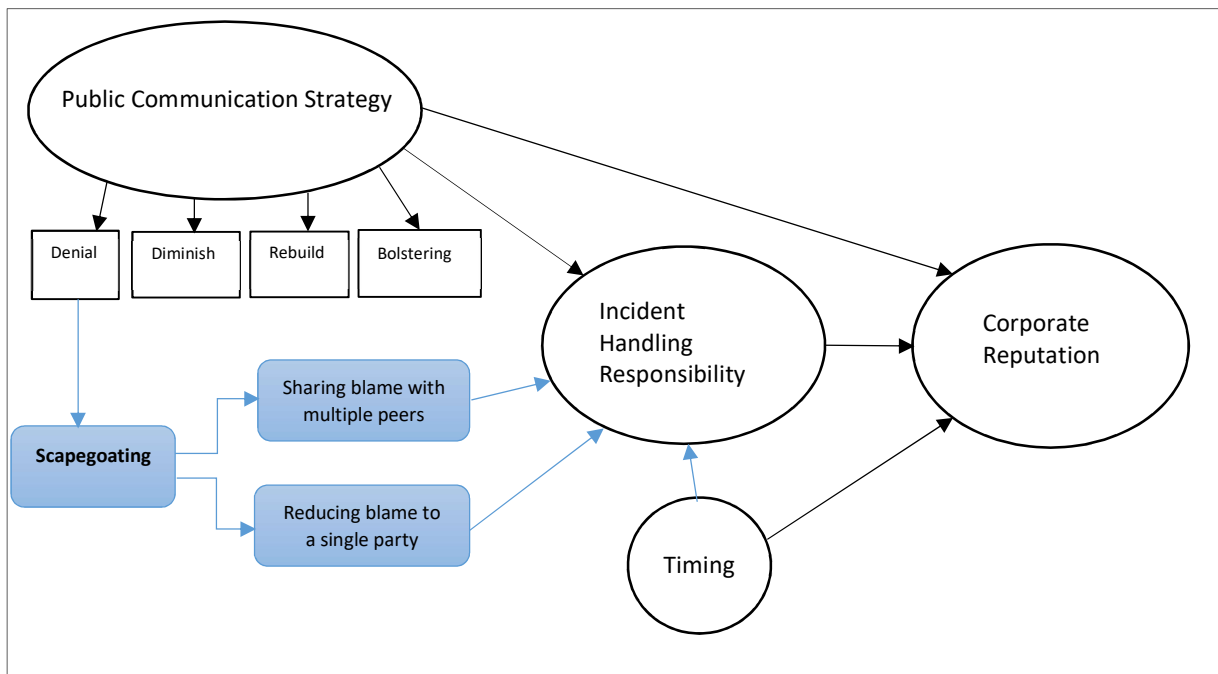 Public Communication Strategy
Denial
Diminish
Rebuild
Bolstering
Incident
Handling
Responsibility
Corporate
Reputation
Sharing blame with
multiple peers
Scapegoating
Reducing blame to
a single party
Timing